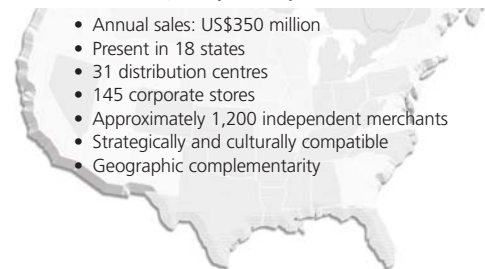 • Annual sales: US$350 million
• Present in 18 states
• 31 distribution centres
• 145 corporate stores
• Approximately 1,200 independent merchants
• Strategically and culturally compatible
• Geographic complementarity